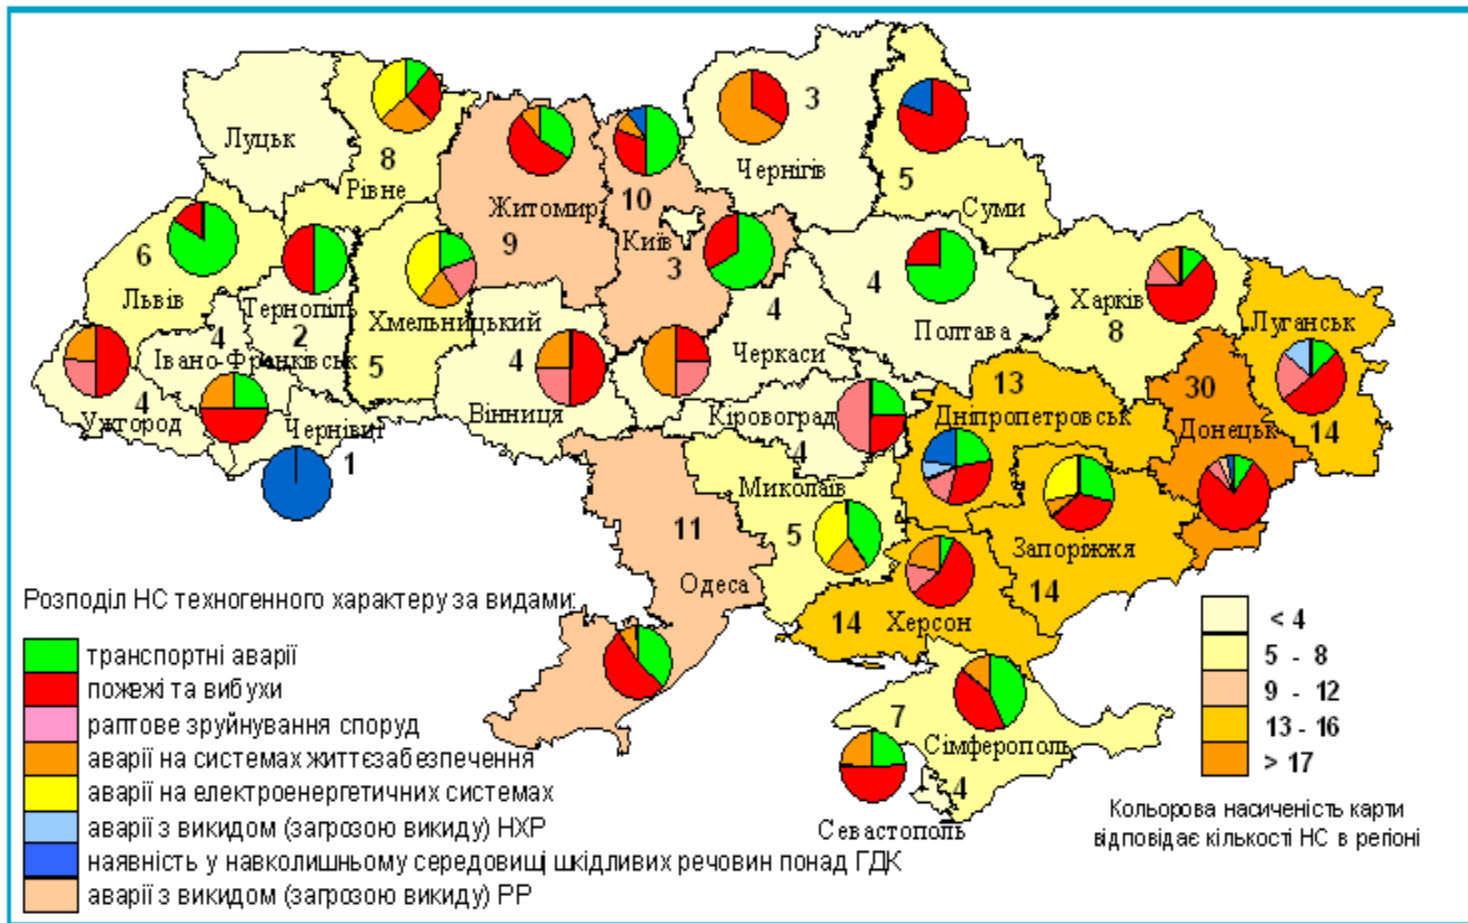 3
Луцьк
8
Рівне
Чернігів
5
Суми
Житомир
10
Київ
9
3
6
Львів
Тернопіль
2
Хмельницький
5
4
Івано-Франківськ
4
Ужгород
Чернівці
1
4
Вінниця
4
Черкаси
4
Полтава
Харків
8
Луганськ
14
13
Дніпропетровськ
30
Донецьк
Кіровоград
4
Миколаїв
5
11
Одеса
Запоріжжя
14
14
Херсон
7
Сімферополь
4
Севастополь
Розподіл НС техногенного характеру за видами:
транспортні аварії
пожежі та вибухи
раптове зруйнування споруд
аварії на системах життєзабезпечення
аварії на електроенергетичних системах
аварії з викидом (загрозою викиду) НХР
наявність у навколишньому середовищі шкідливих речовин понад ГДК
аварії з викидом (загрозою викиду) РР
< 4
5 - 8
9 - 12
13 - 16
> 17
Кольорова насиченість карти
відповідає кількості НС в регіоні